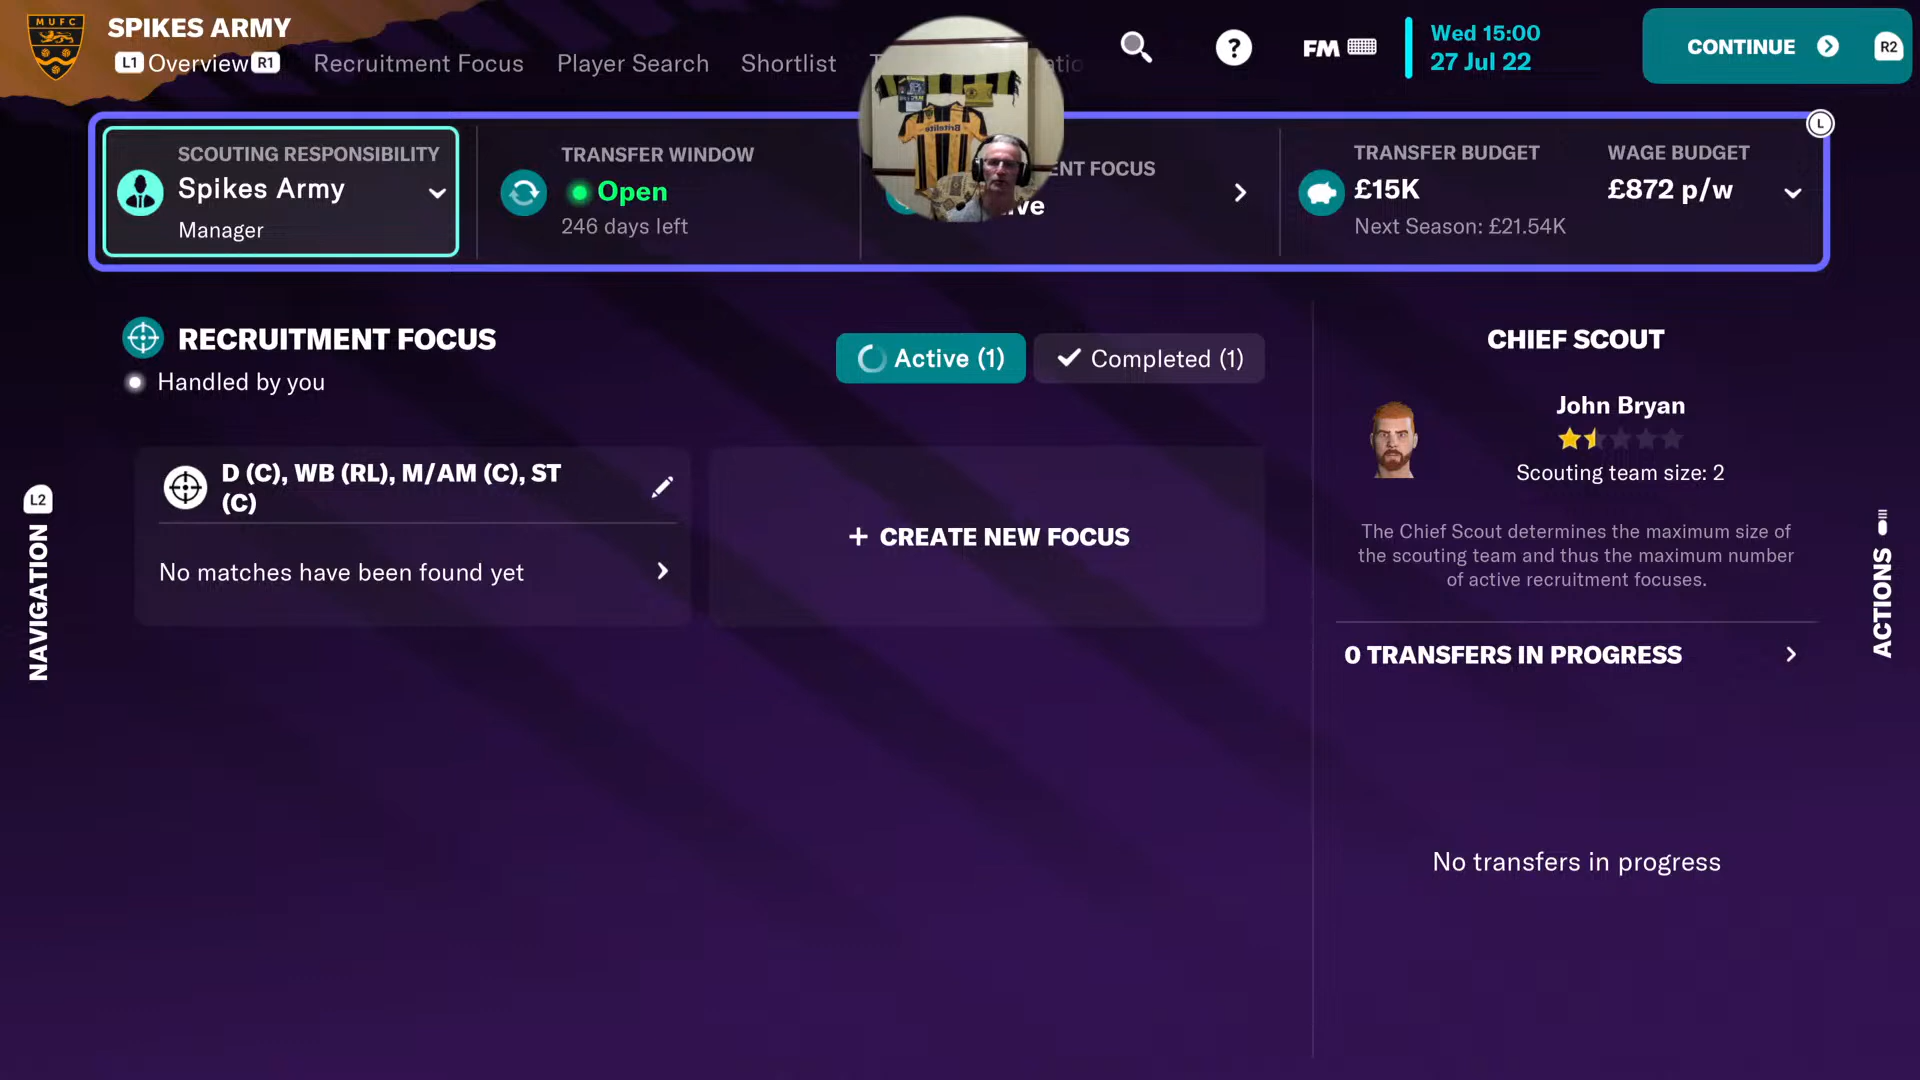 MUFC
SPIKES ARMY
L1 Overview R1 Recruitment Focus Player Search Shortlist
?
FM
Wed 15:00
27 Jul 22
CONTINUE R2
L
SCOUTING RESPONSIBILITY
Spikes Army
Manager
TRANSFER WINDOW
Open
246 days left
FOCUS
TRANSFER BUDGET
£15K
Next Season: £21.54K
WAGE BUDGET
£872 p/w
RECRUITMENT FOCUS
Handled by you
Active (1)
Completed (1)
D (C), WB (RL), M/AM (C), ST
(C)
No matches have been found yet
+ CREATE NEW FOCUS
CHIEF SCOUT
John Bryan
Scouting team size: 2
The Chief Scout determines the maximum size of
the scouting team and thus the maximum number
of active recruitment focuses.
0 TRANSFERS IN PROGRESS
No transfers in progress
L2
NAVIGATION
ACTIONS